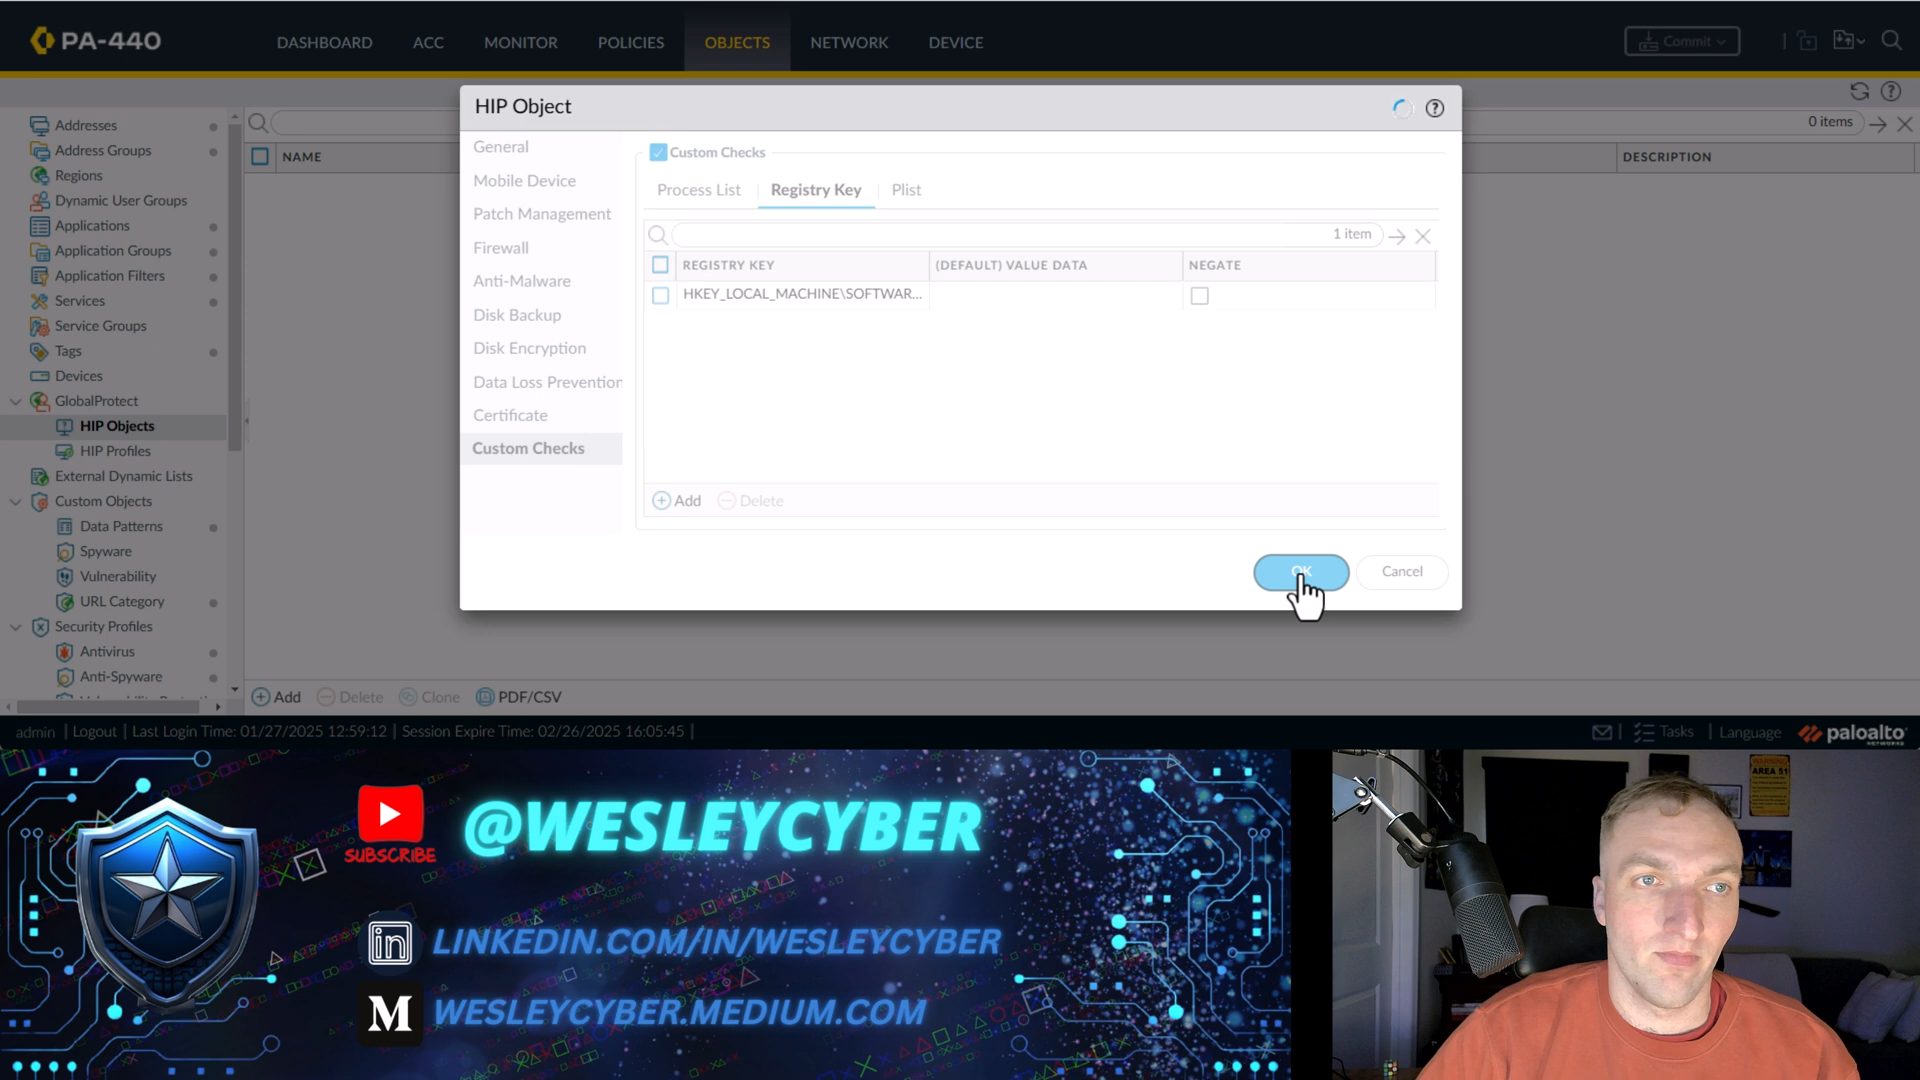 PA-440
DASHBOARD
ACC
MONITOR
POLICIES
OBJECTS
NETWORK
DEVICE
Commit
HIP Object
0 items
NAME
DESCRIPTION
Addresses
Address Groups
Regions
Dynamic User Groups
Applications
Application Groups
Application Filters
Services
Service Groups
Tags
Devices
GlobalProtect
HIP Objects
HIP Profiles
External Dynamic Lists
Custom Objects
Data Patterns
Spyware
Vulnerability
URL Category
Security Profiles
Antivirus
Anti-Spyware
General
Mobile Device
Patch Management
Firewall
Anti-Malware
Disk Backup
Disk Encryption
Data Loss Prevention
Certificate
Custom Checks
Custom Checks
Process List
Registry Key
Plist
1 item
REGISTRY KEY
(DEFAULT) VALUE DATA
NEGATE
HKEY_LOCAL_MACHINE\SOFTWAR...
Add
Delete
OK
Cancel
Add
Delete
Clone
PDF/CSV
admin | Logout | Last Login Time: 01/27/2025 12:59:12 | Session Expire Time: 02/26/2025 16:05:45 |
Tasks | Language
paloalto
NETWORKS
SUBSCRIBE
@WESLEYCYBER
in
LINKEDIN.COM/IN/WESLEYCYBER
M
WESLEYCYBER.MEDIUM.COM
AREA 51